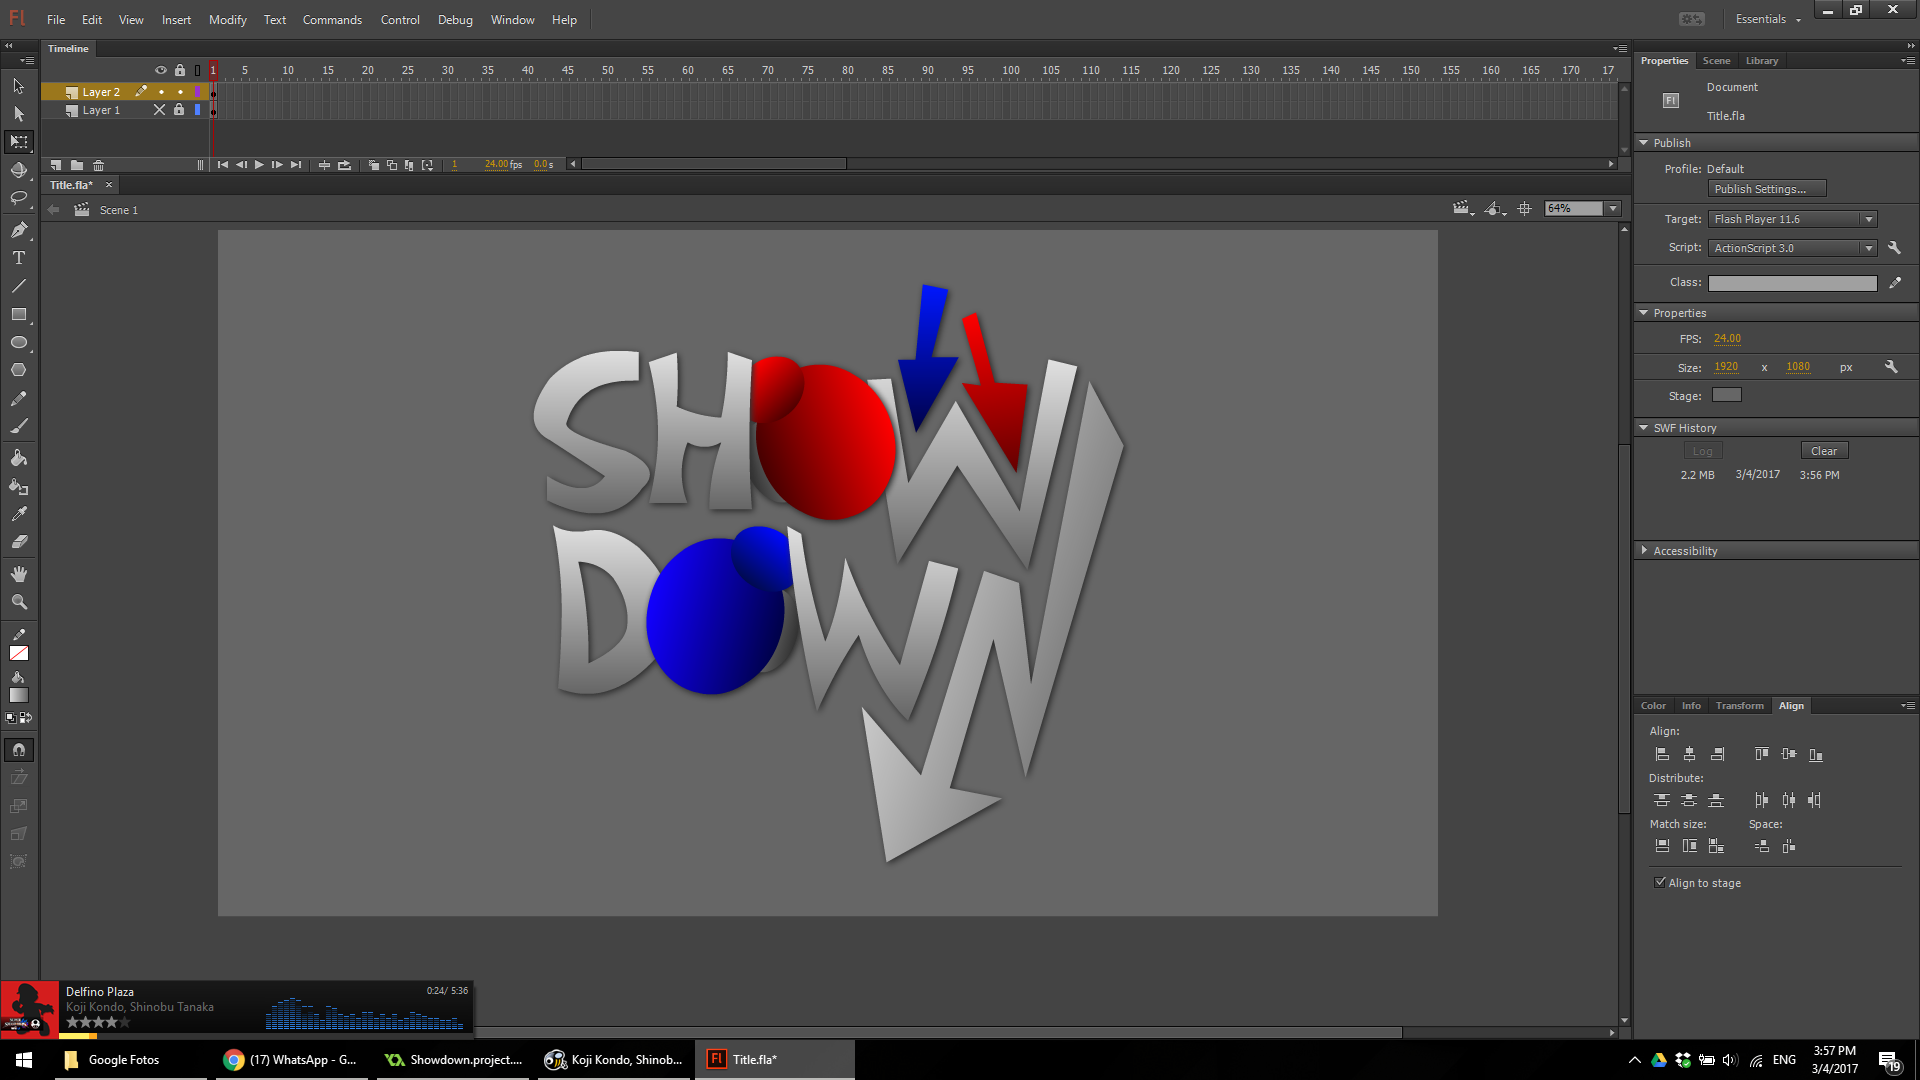 Fl File Edit View Insert Modify Text Commands Control Debug Window Help Essentials
Timeline
1 5 10 15 20 25 30 35 40 45 50 55 60 65 70 75 80 85 90 95 100 105 110 115 120 125 130 135 140 145 150 155 160 165 170 17
Layer 2
Layer 1
1 24.00 fps 0.0 s
Title.fla*
Scene 1
64%
SHOW
DOWN
Properties Scene Library
Fl
Document
Title.fla
Publish
Profile: Default
Publish Settings...
Target: Flash Player 11.6
Script: ActionScript 3.0
Class:
Properties
FPS: 24.00
Size: 1920 x 1080 px
Stage:
SWF History
Log Clear
2.2 MB 3/4/2017 3:56 PM
Accessibility
Color Info Transform Align
Align:
Distribute:
Match size: Space:
Align to stage
Delfino Plaza 0:24/ 5:36
Koji Kondo, Shinobu Tanaka
Google Fotos
(17) WhatsApp - G...
Showdown.project....
Koji Kondo, Shinob...
Fl Title.fla*
ENG
3:57 PM
3/4/2017
19